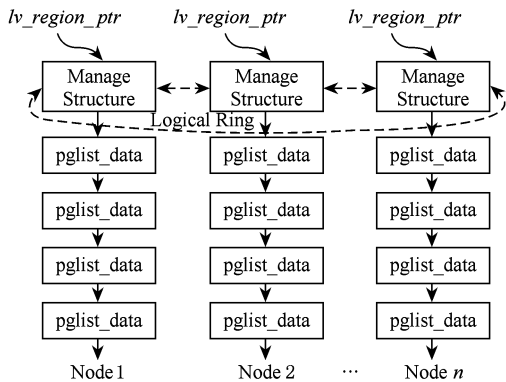 lv_region_ptr lv_region_ptr lv_region_ptr
Manage Structure Manage Structure Manage Structure
Logical Ring
pglist_data pglist_data pglist_data
pglist_data pglist_data pglist_data
pglist_data pglist_data pglist_data
pglist_data pglist_data pglist_data
Node 1 Node 2 ... Node n